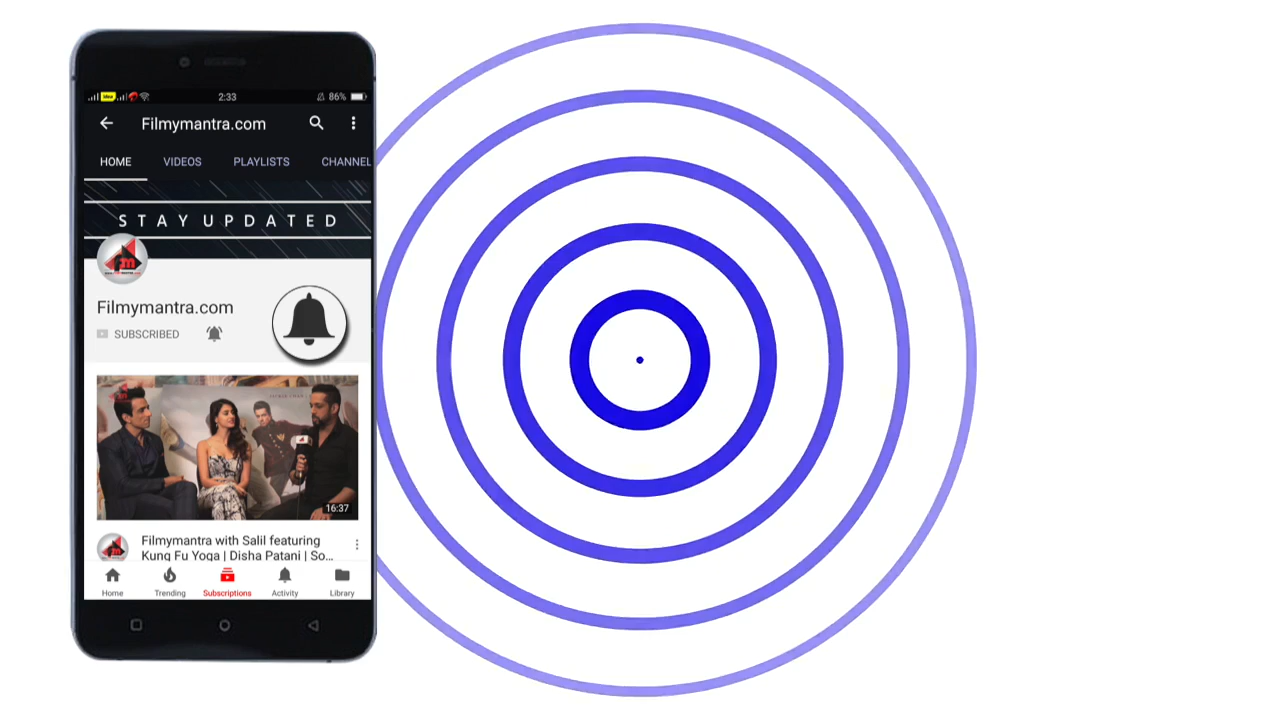 2:33
86%
Filmymantra.com
HOME VIDEOS PLAYLISTS CHANNEL
STAY UPDATED
Filmymantra.com
SUBSCRIBED
16:37
Filmymantra with Salil featuring
Kung Fu Yoga | Disha Patani | So...
Home Trending Subscriptions Activity Library